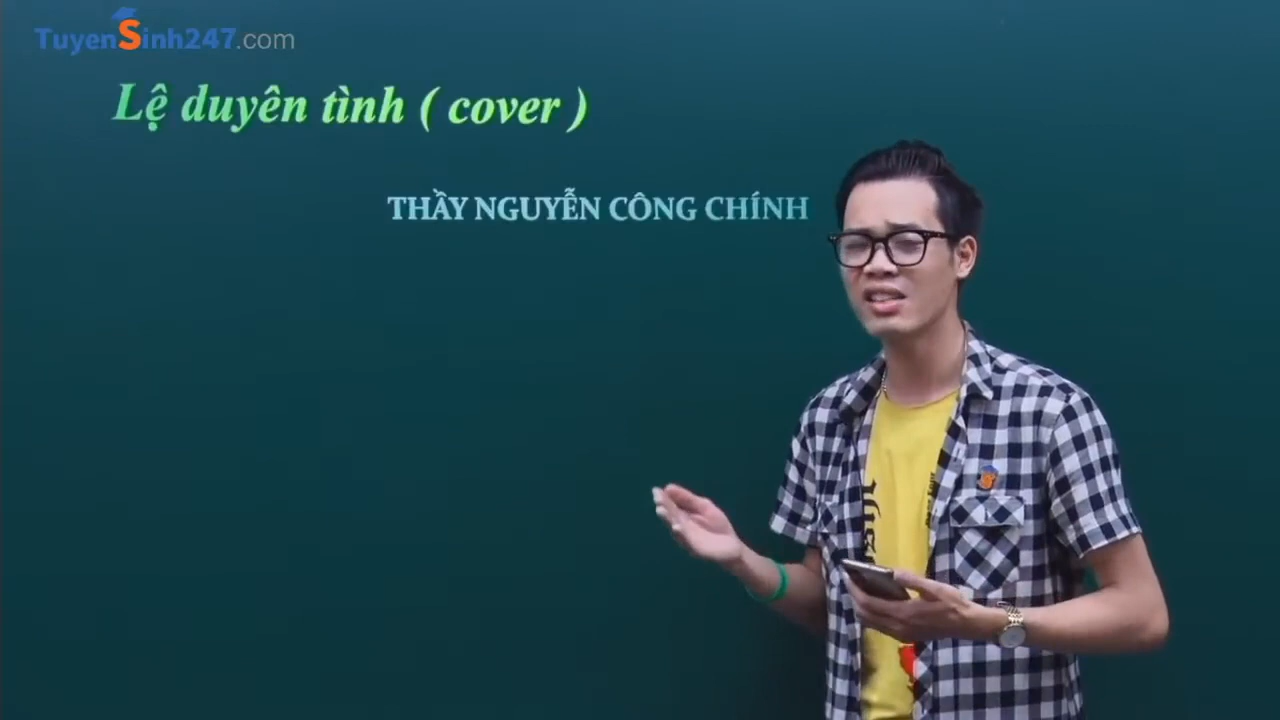 TuyenSinh247.com
Lệ duyên tình ( cover )
THẦY NGUYỄN CÔNG CHÍNH